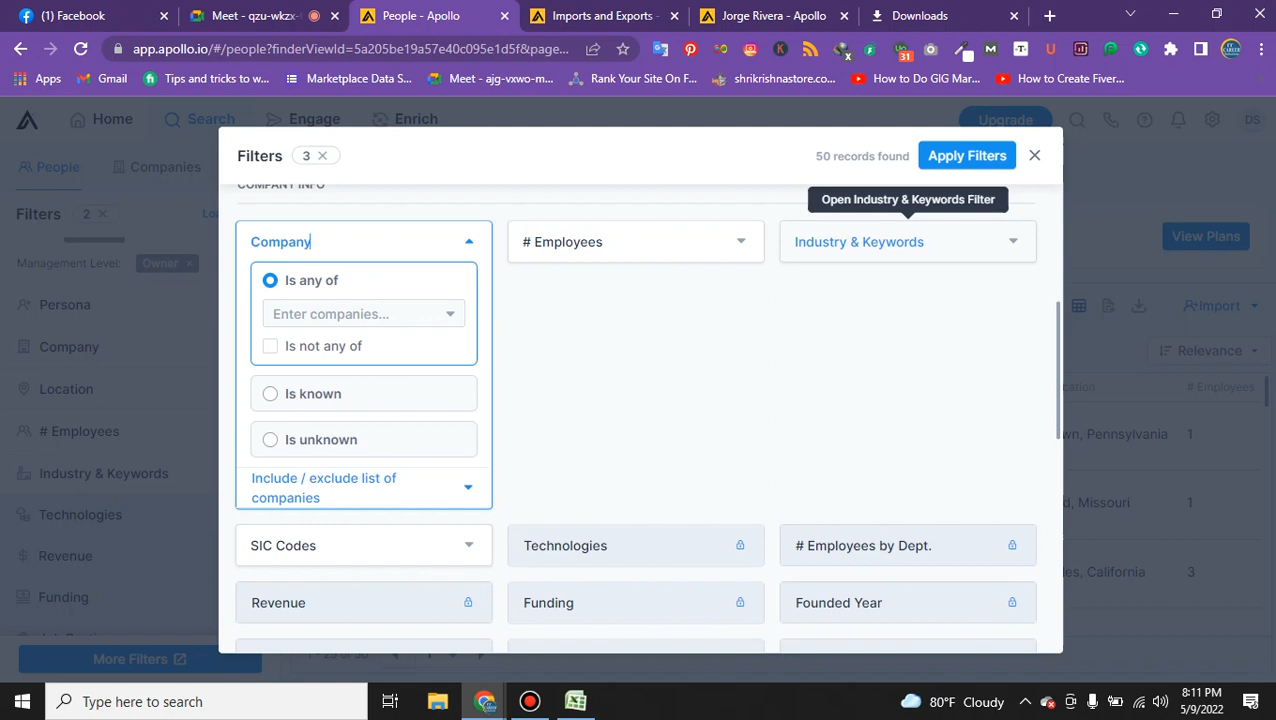 (1) Facebook
Meet - qzu-wkzx-
People - Apollo
Imports and Exports -
Jorge Rivera - Apollo
Downloads
app.apollo.io/#/people?finderViewId=5a205be19a57e40c095e1d5f&page...
31
Apps
Gmail
Tips and tricks to w...
Marketplace Data S...
Meet - ajg-vxwo-m...
Rank Your Site On F...
shrikrishnastore.co...
How to Do GIG Mar...
How to Create Fiver...
Home
Search
Engage
Enrich
Upgrade
DS
People
Companies
Filters 3
50 records found
Apply Filters
COMPANY INFO
Open Industry & Keywords Filter
Filters 2
Management Level: Owner
View Plans
Company
# Employees
Industry & Keywords
Is any of
Enter companies...
Is not any of
Is known
Is unknown
Include / exclude list of
companies
SIC Codes
Technologies
# Employees by Dept.
Revenue
Funding
Founded Year
Persona
Company
Location
# Employees
Industry & Keywords
Technologies
Revenue
Funding
More Filters
Import
Relevance
# Employees
wn, Pennsylvania 1
d, Missouri 1
les, California 3
Type here to search
80°F Cloudy
5:11 PM
5/9/2022